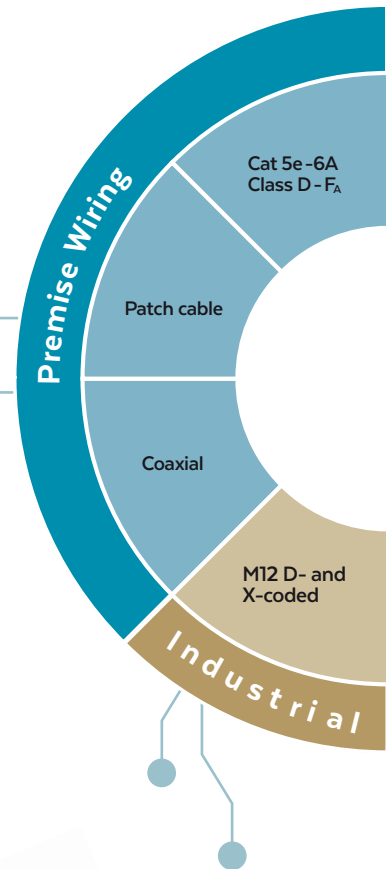 Premise Wiring
Cat 5e-6A
Class D-FA
Patch cable
Coaxial
M12 D- and
X-coded
Industrial